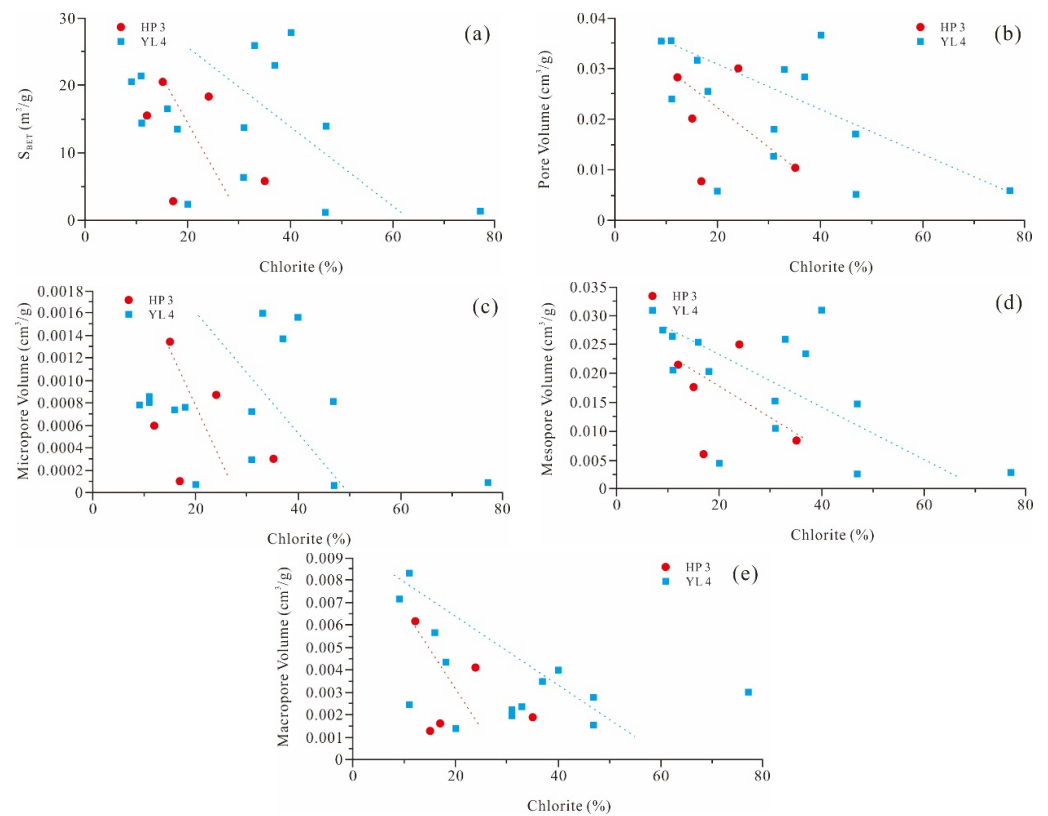 30
20
10
0
0
20
40
60
80
HP 3
YL 4
(a)
S_BET (m²/g)
Chlorite (%)
0.04
0.03
0.02
0.01
0
0
20
40
60
80
HP 3
YL 4
(b)
Pore Volume (cm³/g)
Chlorite (%)
0.0018
0.0016
0.0014
0.0012
0.0010
0.0008
0.0006
0.0004
0.0002
0
0
20
40
60
80
HP 3
YL 4
(c)
Micropore Volume (cm³/g)
Chlorite (%)
0.035
0.030
0.025
0.020
0.015
0.010
0.005
0
0
20
40
60
80
HP 3
YL 4
(d)
Mesopore Volume (cm³/g)
Chlorite (%)
0.009
0.008
0.007
0.006
0.005
0.004
0.003
0.002
0.001
0
0
20
40
60
80
HP 3
YL 4
(e)
Macropore Volume (cm³/g)
Chlorite (%)